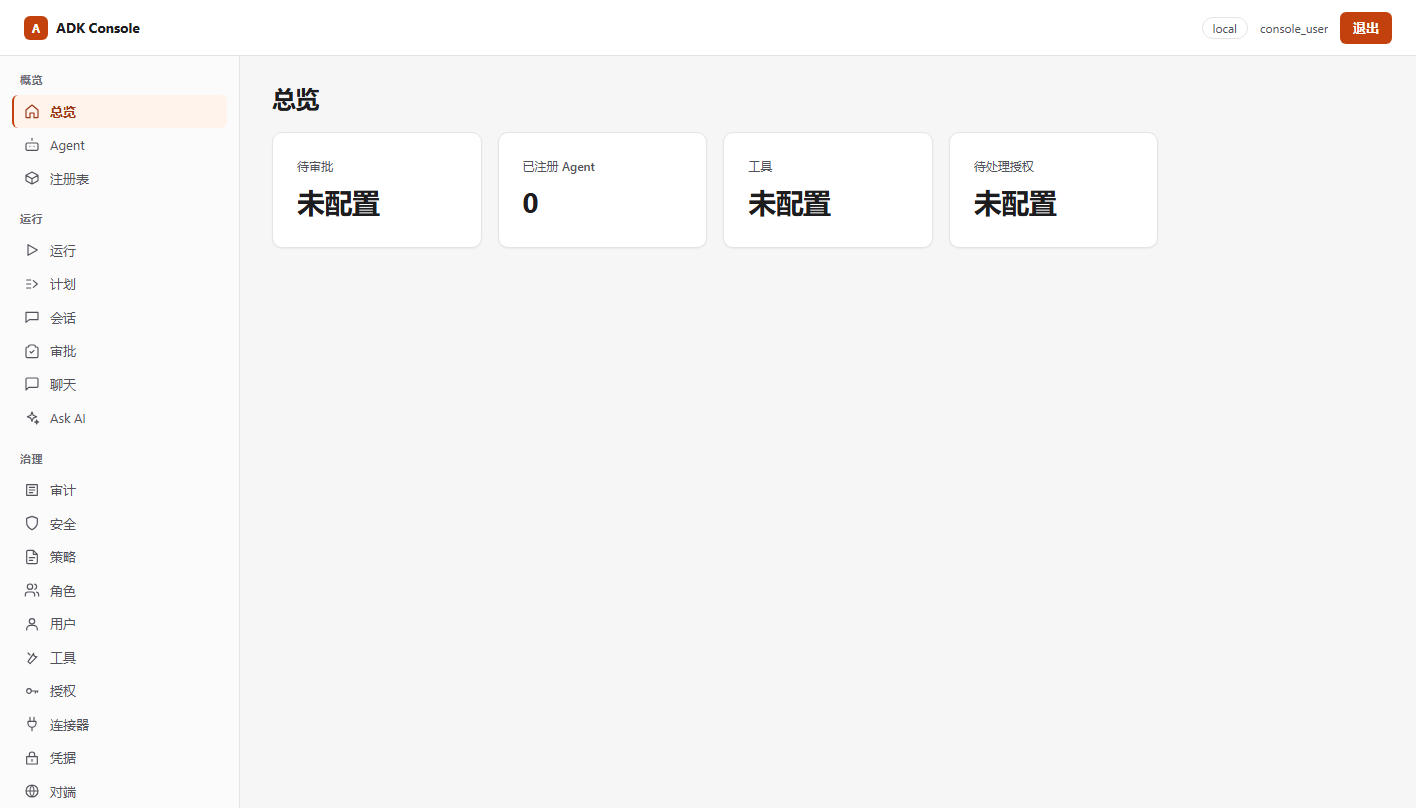 A ADK Console
local console_user 退出
概览
总览
Agent
注册表
运行
运行
计划
会话
审批
聊天
Ask AI
治理
审计
安全
策略
角色
用户
工具
授权
连接器
凭据
对端
总览
待审批
未配置
已注册 Agent
0
工具
未配置
待处理授权
未配置